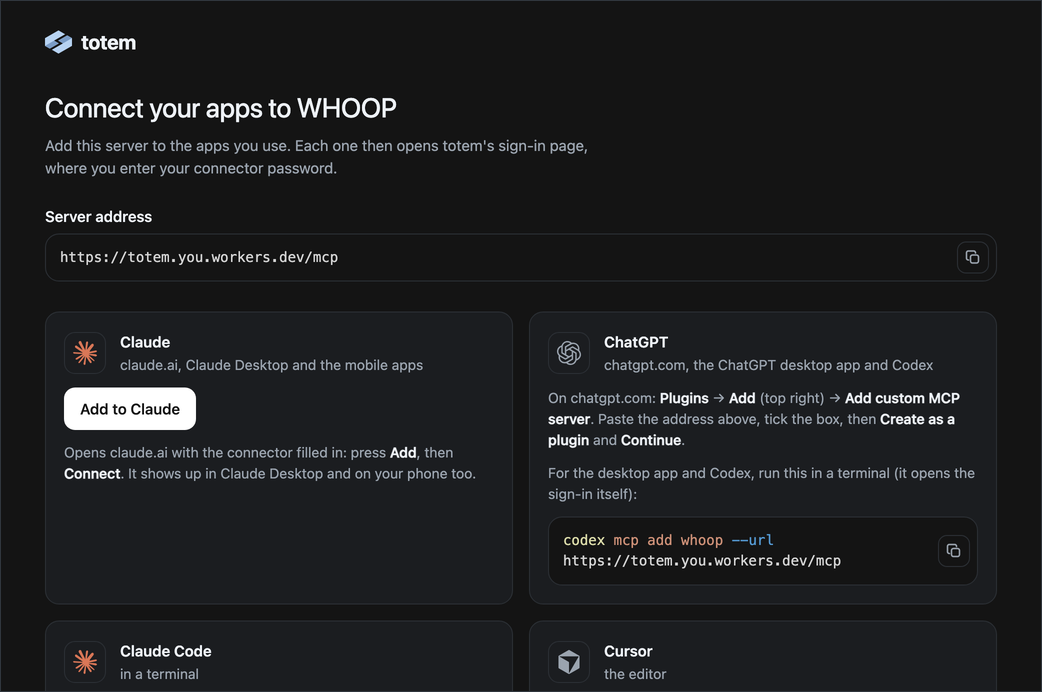 totem
Connect your apps to WHOOP
Add this server to the apps you use. Each one then opens totem's sign-in page,
where you enter your connector password.
Server address
https://totem.you.workers.dev/mcp
Claude
claude.ai, Claude Desktop and the mobile apps
Add to Claude
Opens claude.ai with the connector filled in: press Add, then
Connect. It shows up in Claude Desktop and on your phone too.
ChatGPT
chatgpt.com, the ChatGPT desktop app and Codex
On chatgpt.com: Plugins → Add (top right) → Add custom MCP
server. Paste the address above, tick the box, then Create as a
plugin and Continue.
For the desktop app and Codex, run this in a terminal (it opens the
sign-in itself):
codex mcp add whoop --url
https://totem.you.workers.dev/mcp
Claude Code
in a terminal
Cursor
the editor